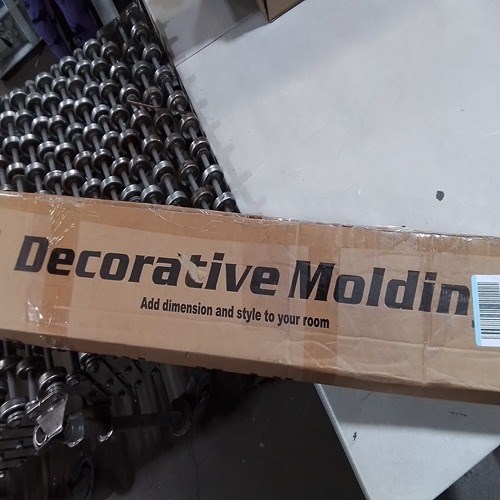 Decorative Moldin
Add dimension and style to your room